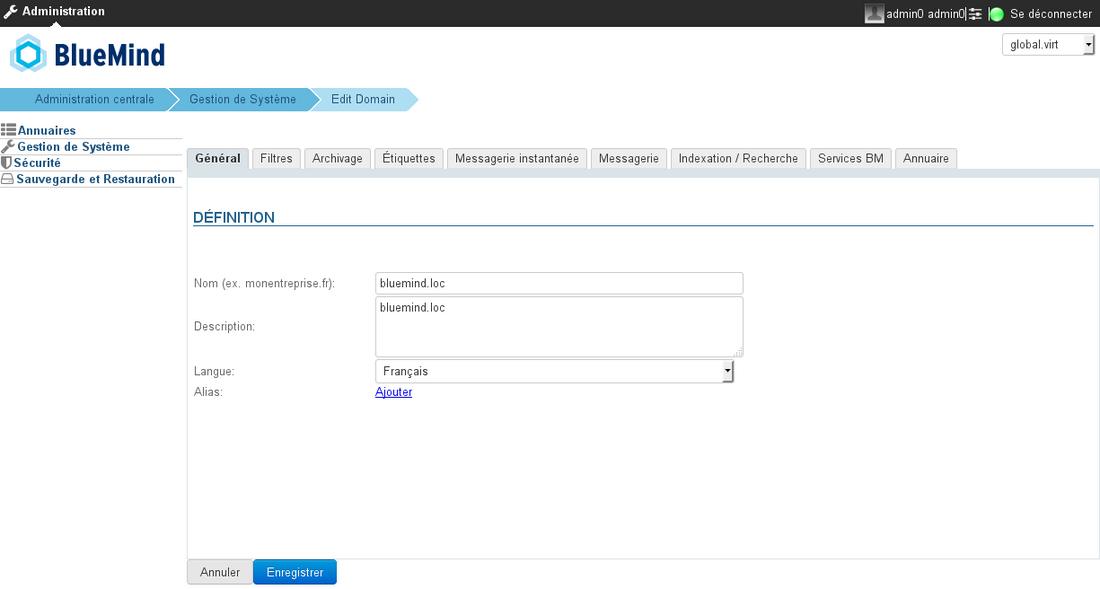 Administration
admin0 admin0 Se déconnecter
BlueMind
global.virt
Administration centrale Gestion de Système Edit Domain
Annuaires
Gestion de Système
Sécurité
Sauvegarde et Restauration
Général Filtres Archivage Étiquettes Messagerie instantanée Messagerie Indexation / Recherche Services BM Annuaire
DÉFINITION
Nom (ex. monentreprise.fr): bluemind.loc
Description: bluemind.loc
Langue: Français
Alias: Ajouter
Annuler Enregistrer